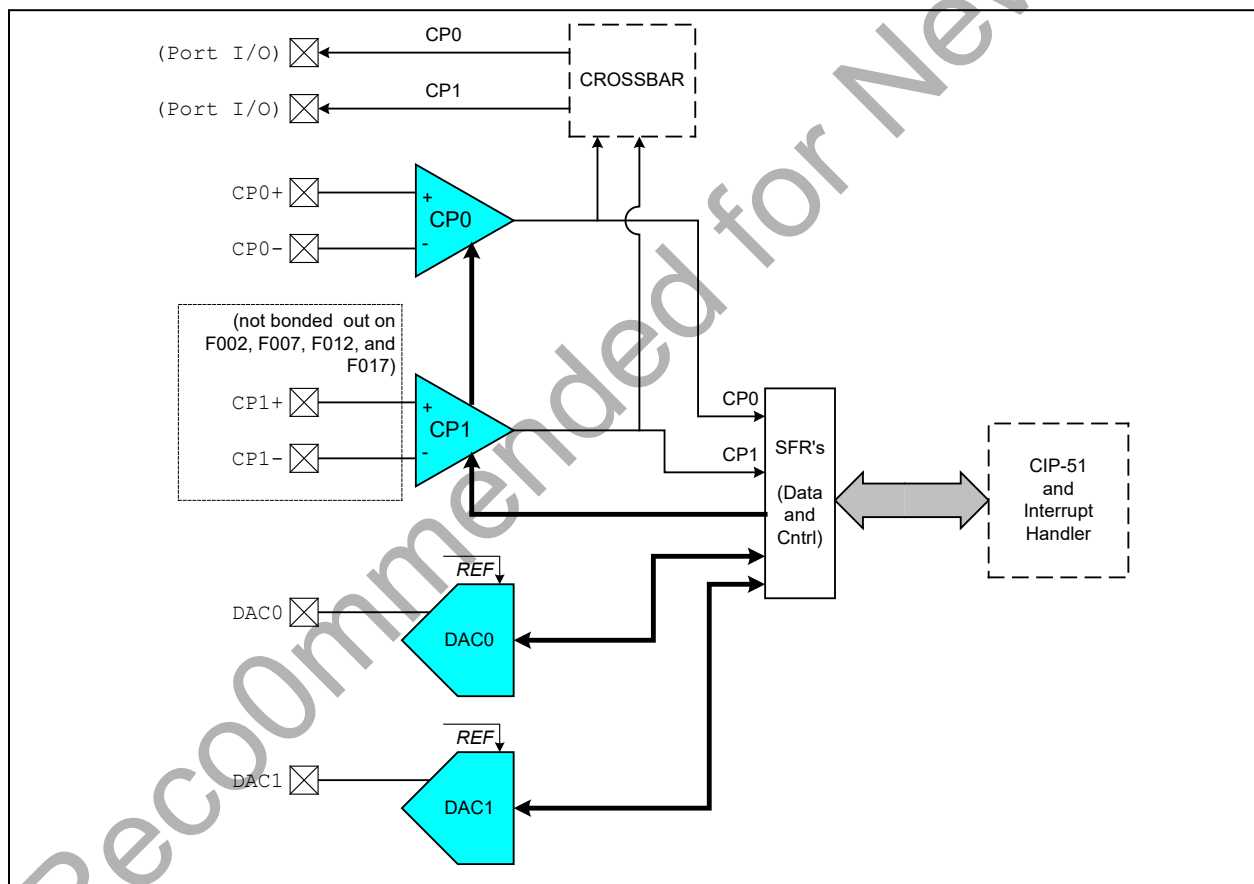 (Port I/O)
CP0
CROSSBAR
(Port I/O)
CP1
CP0+
+
CP0
CP0-
-
(not bonded out on
F002, F007, F012, and
F017)
CP1+
+
CP1
CP1-
-
CP0
CP1
SFR's
(Data
and
Cntrl)
CIP-51
and
Interrupt
Handler
REF
DAC0
DAC0
REF
DAC1
DAC1
Reco0mmended for New